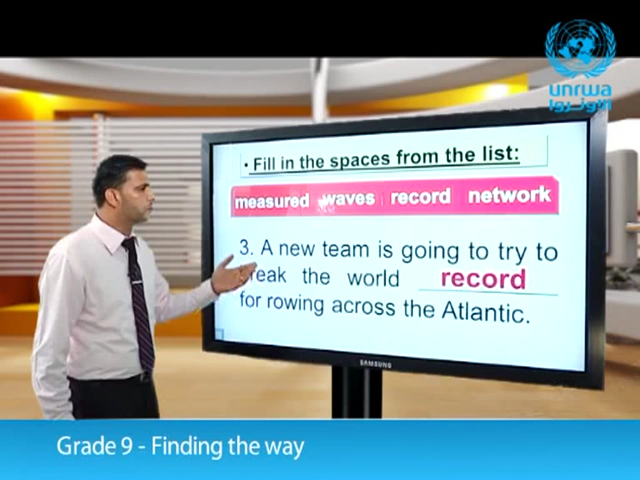 unrwa
الأونروا
• Fill in the spaces from the list:
measured waves record network
3. A new team is going to try to
break the world record
for rowing across the Atlantic.
SAMSUNG
Grade 9 - Finding the way